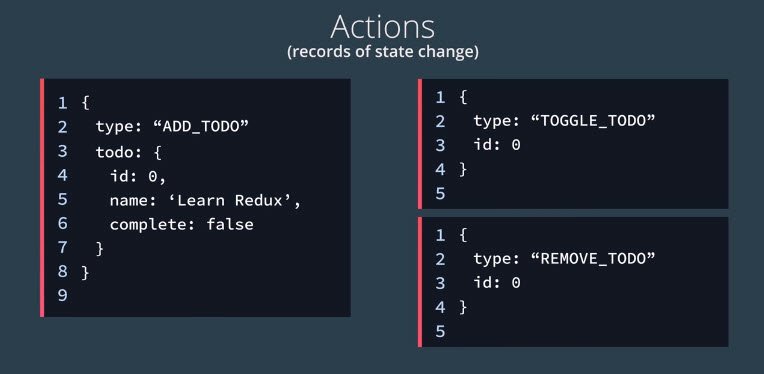 Actions
(records of state change)
1 {
2 type: “ADD_TODO”
3 todo: {
4 id: 0,
5 name: ‘Learn Redux’,
6 complete: false
7 }
8 }
9
1 {
2 type: “TOGGLE_TODO”
3 id: 0
4 }
5
1 {
2 type: “REMOVE_TODO”
3 id: 0
4 }
5